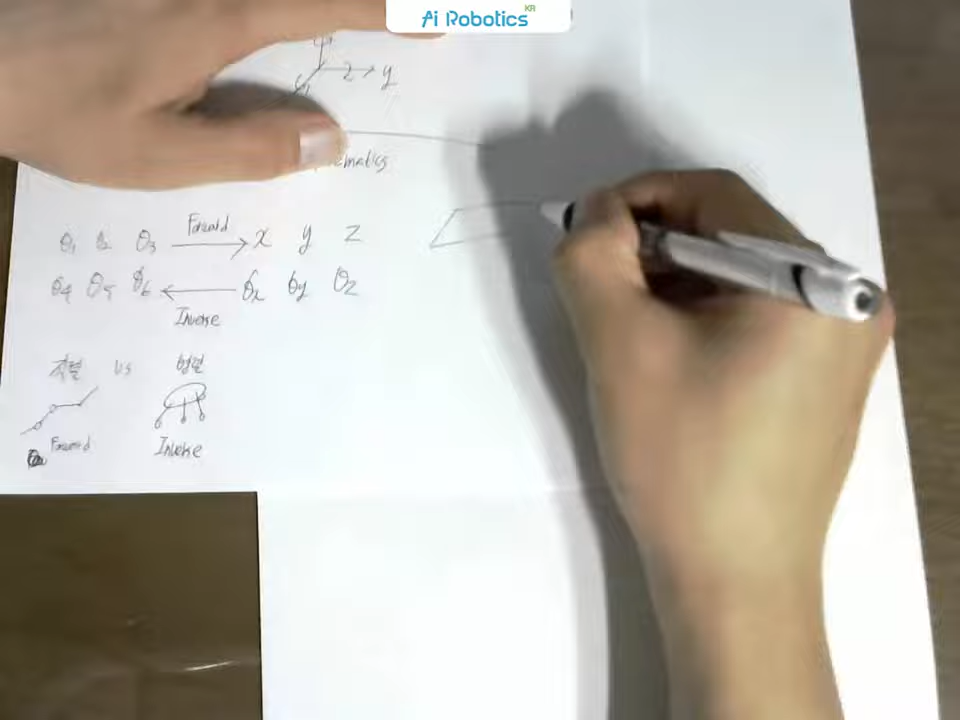 Ai Robotics KR
z y
ematics
Forward
θ1 θ2 θ3 x y z
θ4 θ5 θ6 θx θy θz
Inverse
직렬 vs 병렬
Forward Inverse